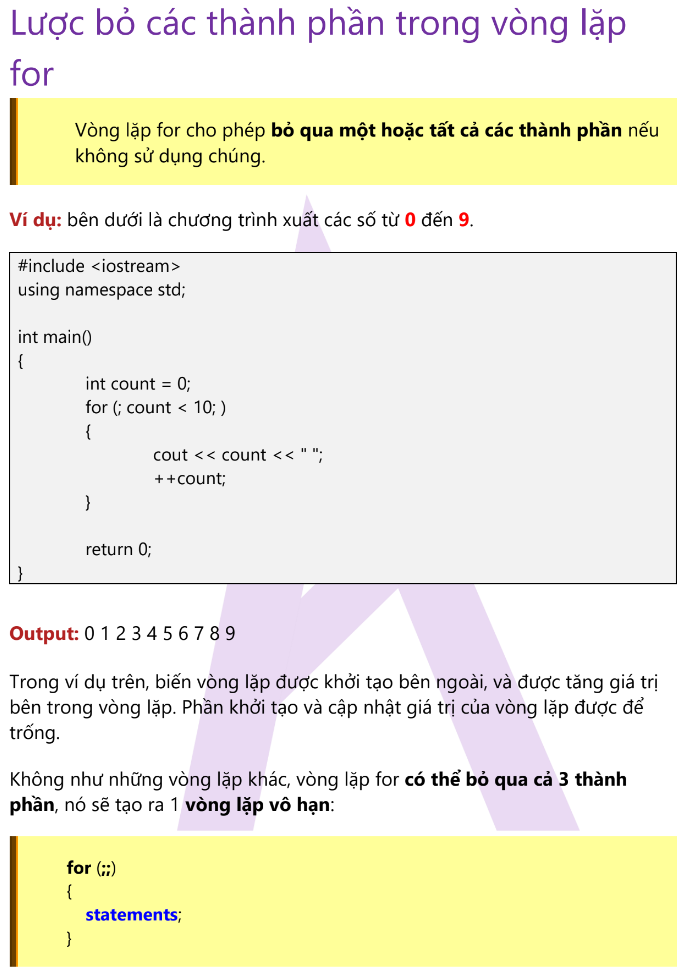 Lược bỏ các thành phần trong vòng lặp
for
Vòng lặp for cho phép bỏ qua một hoặc tất cả các thành phần nếu
không sử dụng chúng.
Ví dụ: bên dưới là chương trình xuất các số từ 0 đến 9.
#include <iostream>
using namespace std;
int main()
{
int count = 0;
for (; count < 10; )
{
cout << count << " ";
++count;
}
return 0;
}
Output: 0 1 2 3 4 5 6 7 8 9
Trong ví dụ trên, biến vòng lặp được khởi tạo bên ngoài, và được tăng giá trị
bên trong vòng lặp. Phần khởi tạo và cập nhật giá trị của vòng lặp được để
trống.
Không như những vòng lặp khác, vòng lặp for có thể bỏ qua cả 3 thành
phần, nó sẽ tạo ra 1 vòng lặp vô hạn:
for (;;)
{
statements;
}